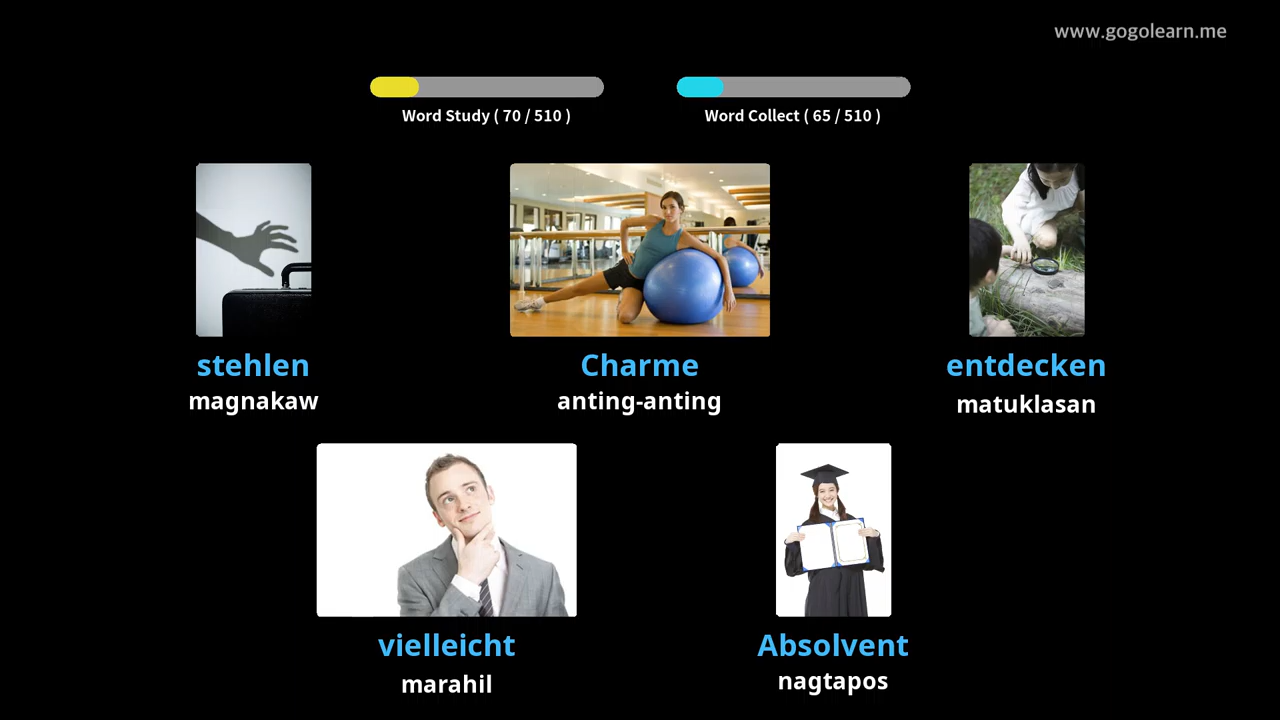 www.gogolearn.me
Word Study ( 70 / 510 )
Word Collect ( 65 / 510 )
stehlen
magnakaw
Charme
anting-anting
entdecken
matuklasan
vielleicht
marahil
Absolvent
nagtapos